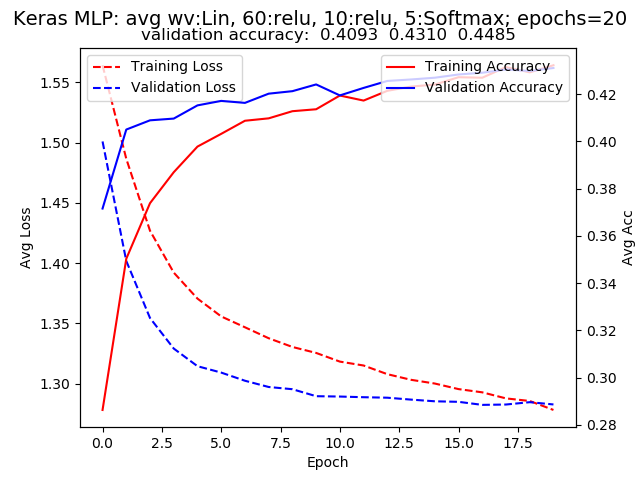 Keras MLP: avg wv:Lin, 60:relu, 10:relu, 5:Softmax; epochs=20
validation accuracy:  0.4093  0.4310  0.4485
Training Loss
Validation Loss
Training Accuracy
Validation Accuracy
Avg Loss
1.55
1.50
1.45
1.40
1.35
1.30
0.42
0.40
0.38
0.36
0.34
0.32
0.30
0.28
Avg Acc
0.0
2.5
5.0
7.5
10.0
12.5
15.0
17.5
Epoch